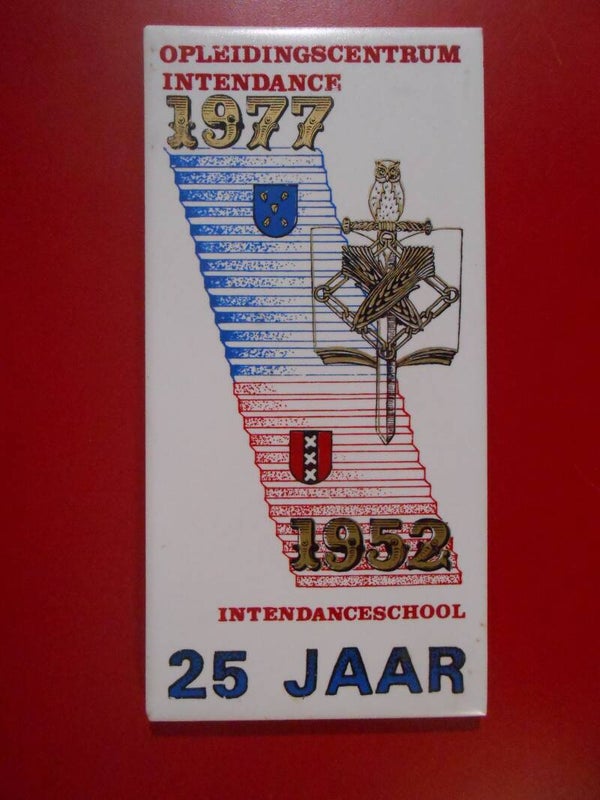 OPLEIDINGSCENTRUM
INTENDANCE
1977
1952
INTENDANCESCHOOL
25 JAAR